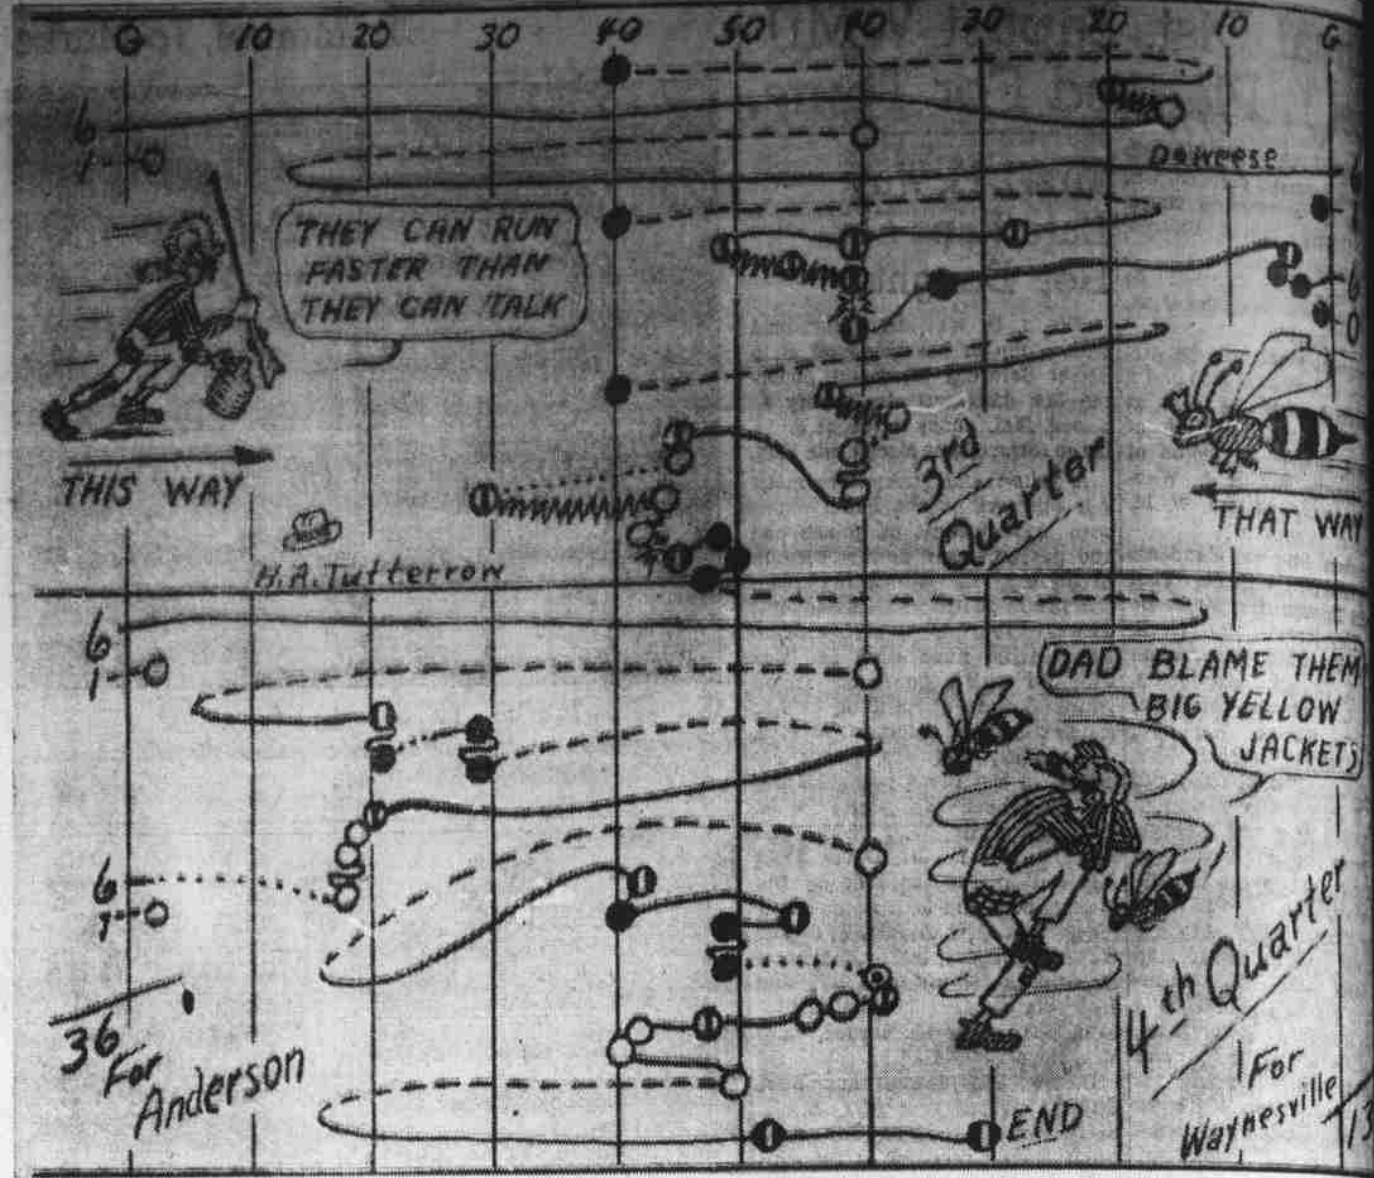 G 10 20 30 40 50 40 30 20 10 G
6
1
Deweese
THEY CAN RUN
FASTER THAN
THEY CAN TALK
6
0
THIS WAY
THAT WAY
3rd
Quarter
H.A. Tutterrow
6
1
DAD BLAME THEM
BIG YELLOW
JACKETS
6
1
4th Quarter
36
For
Anderson
For
Waynesville
13
END